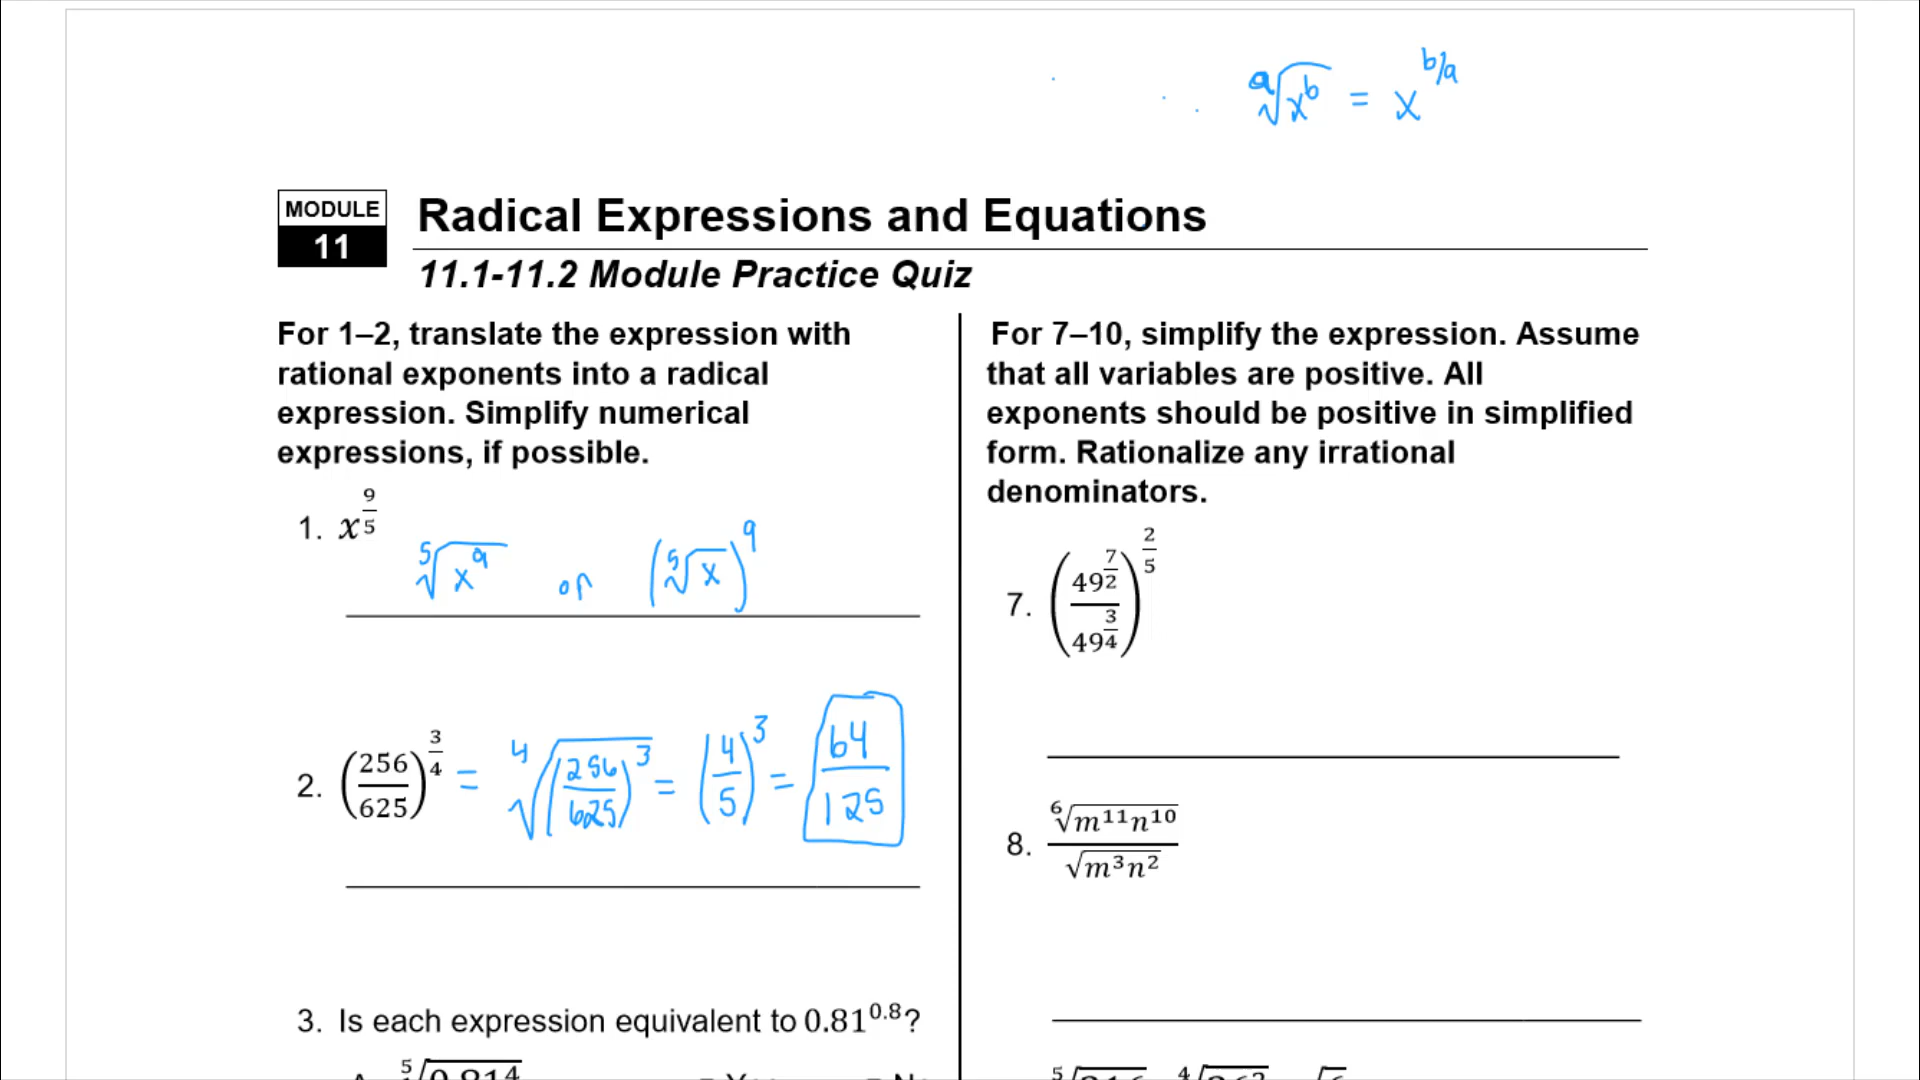 ᵃ√(xᵇ) = x^(b/a)
MODULE
11
Radical Expressions and Equations
11.1-11.2 Module Practice Quiz
For 1–2, translate the expression with
rational exponents into a radical
expression. Simplify numerical
expressions, if possible.
1. x^(9/5)
⁵√(x⁹) or (⁵√x)⁹
2. (256/625)^(3/4) = ⁴√((256/625)³) = (4/5)³ = 64/125
3. Is each expression equivalent to 0.81^0.8?
For 7–10, simplify the expression. Assume
that all variables are positive. All
exponents should be positive in simplified
form. Rationalize any irrational
denominators.
7. (49^(7/2)/49^(3/4))^(2/5)
8. ⁶√(m¹¹n¹⁰)/√(m³n²)